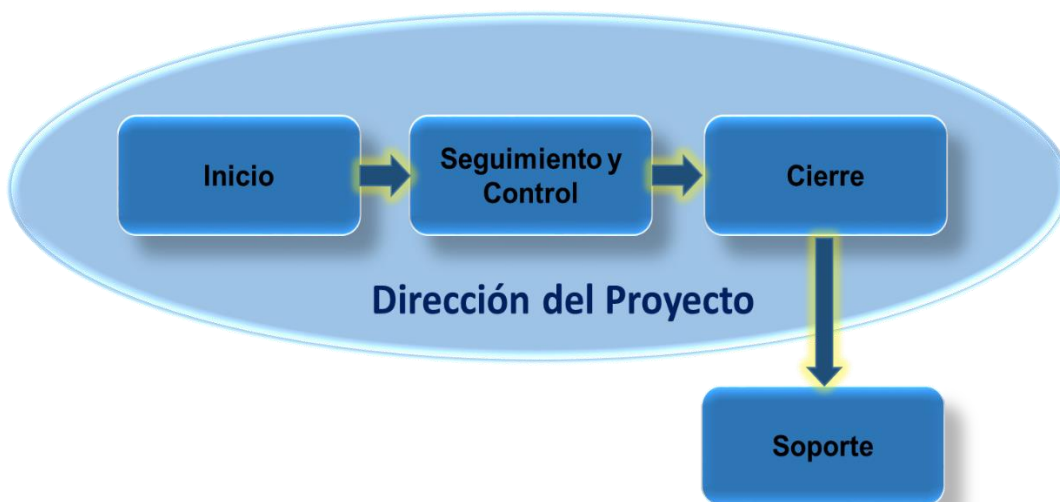 Inicio
Seguimiento y
Control
Cierre
Dirección del Proyecto
Soporte